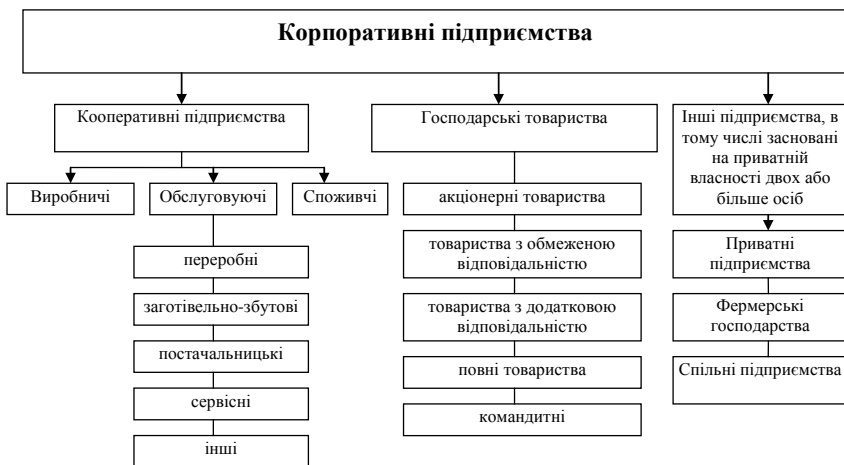 Корпоративні підприємства
Кооперативні підприємства
Виробничі
Обслуговуючі
Споживчі
переробні
заготівельно-збутові
постачальницькі
сервісні
інші
Господарські товариства
акціонерні товариства
товариства з обмеженою
відповідальністю
товариства з додатковою
відповідальністю
повні товариства
командитні
Інші підприємства, в
тому числі засновані
на приватній
власності двох або
більше осіб
Приватні
підприємства
Фермерські
господарства
Спільні підприємства